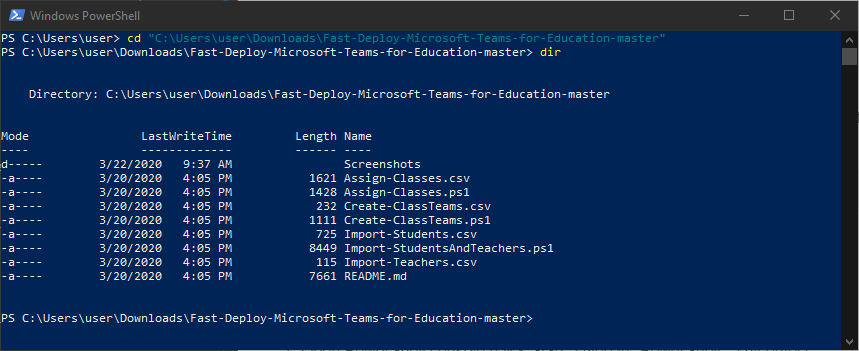 Windows PowerShell
PS C:\Users\user> cd "C:\Users\user\Downloads\Fast-Deploy-Microsoft-Teams-for-Education-master"
PS C:\Users\user\Downloads\Fast-Deploy-Microsoft-Teams-for-Education-master> dir
Directory: C:\Users\user\Downloads\Fast-Deploy-Microsoft-Teams-for-Education-master
Mode LastWriteTime Length Name
---- ------------- ------ ----
d----- 3/22/2020 9:37 AM Screenshots
-a---- 3/20/2020 4:05 PM 1621 Assign-Classes.csv
-a---- 3/20/2020 4:05 PM 1428 Assign-Classes.ps1
-a---- 3/20/2020 4:05 PM 232 Create-ClassTeams.csv
-a---- 3/20/2020 4:05 PM 1111 Create-ClassTeams.ps1
-a---- 3/20/2020 4:05 PM 725 Import-Students.csv
-a---- 3/20/2020 4:05 PM 8449 Import-StudentsAndTeachers.ps1
-a---- 3/20/2020 4:05 PM 115 Import-Teachers.csv
-a---- 3/20/2020 4:05 PM 7661 README.md
PS C:\Users\user\Downloads\Fast-Deploy-Microsoft-Teams-for-Education-master>